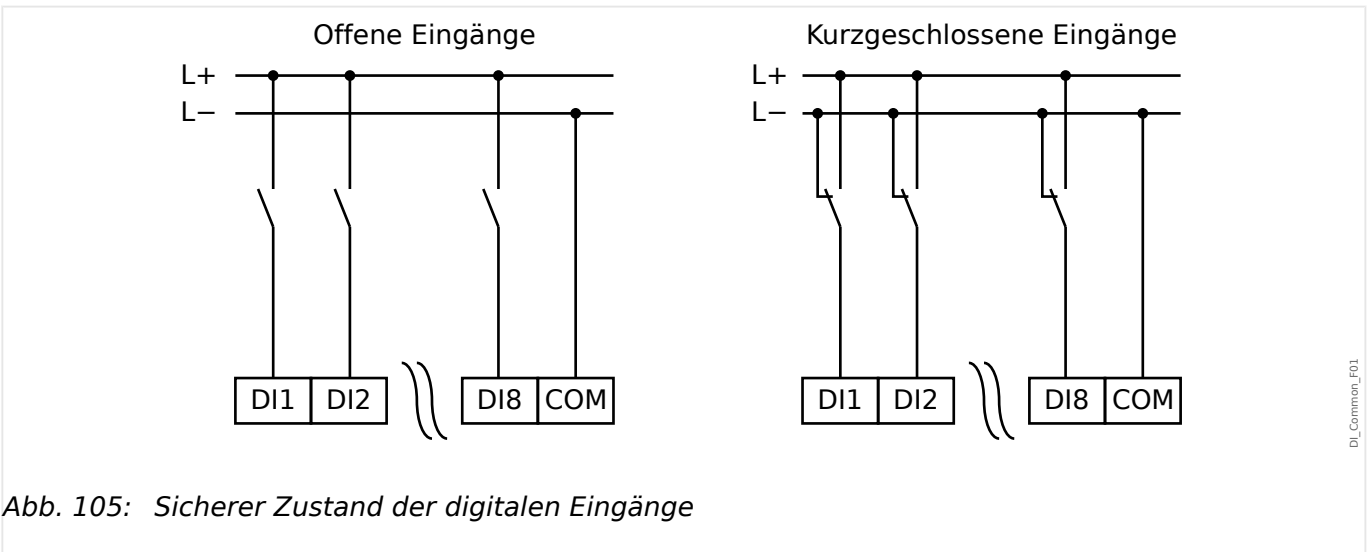 Offene Eingänge
Kurzgeschlossene Eingänge
L+
L−
L+
L−
DI1 DI2 DI8 COM
DI1 DI2 DI8 COM
DI_Common_F01
Abb. 105: Sicherer Zustand der digitalen Eingänge